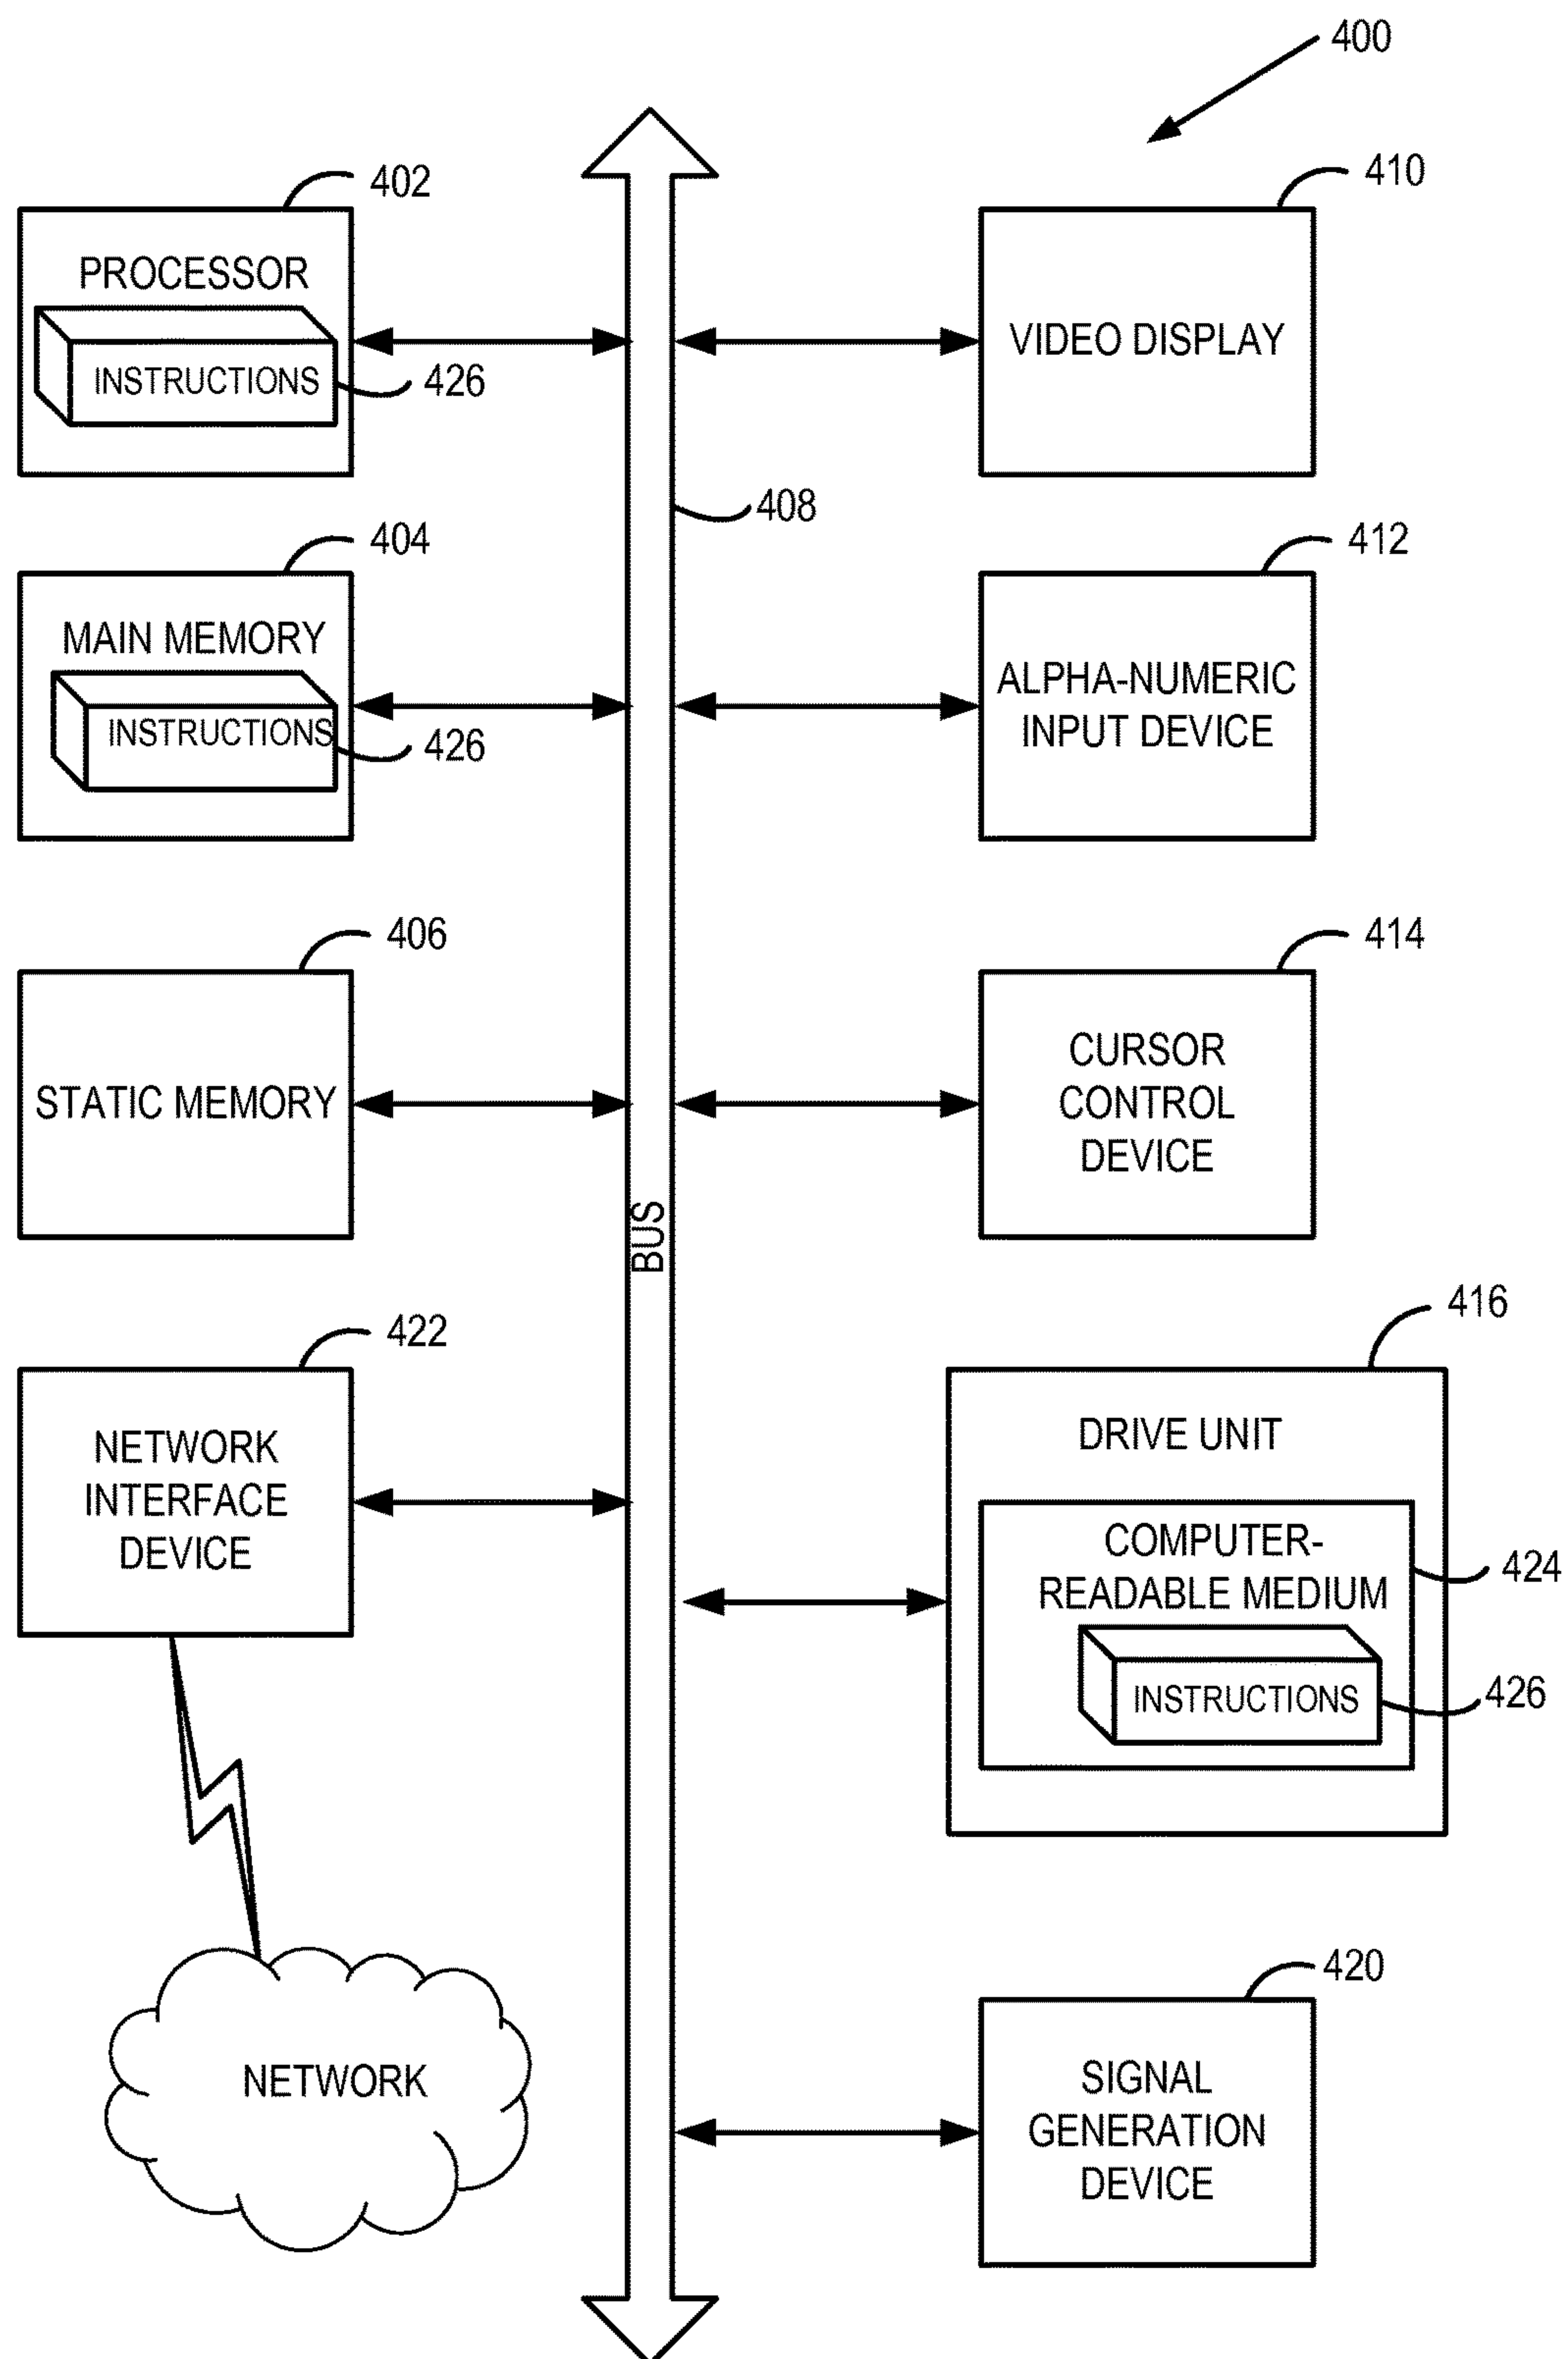 400
402
PROCESSOR
INSTRUCTIONS
426
404
MAIN MEMORY
INSTRUCTIONS
426
406
STATIC MEMORY
422
NETWORK
INTERFACE
DEVICE
NETWORK
408
BUS
410
VIDEO DISPLAY
412
ALPHA-NUMERIC
INPUT DEVICE
414
CURSOR
CONTROL
DEVICE
416
DRIVE UNIT
COMPUTER-
READABLE MEDIUM
424
INSTRUCTIONS
426
420
SIGNAL
GENERATION
DEVICE